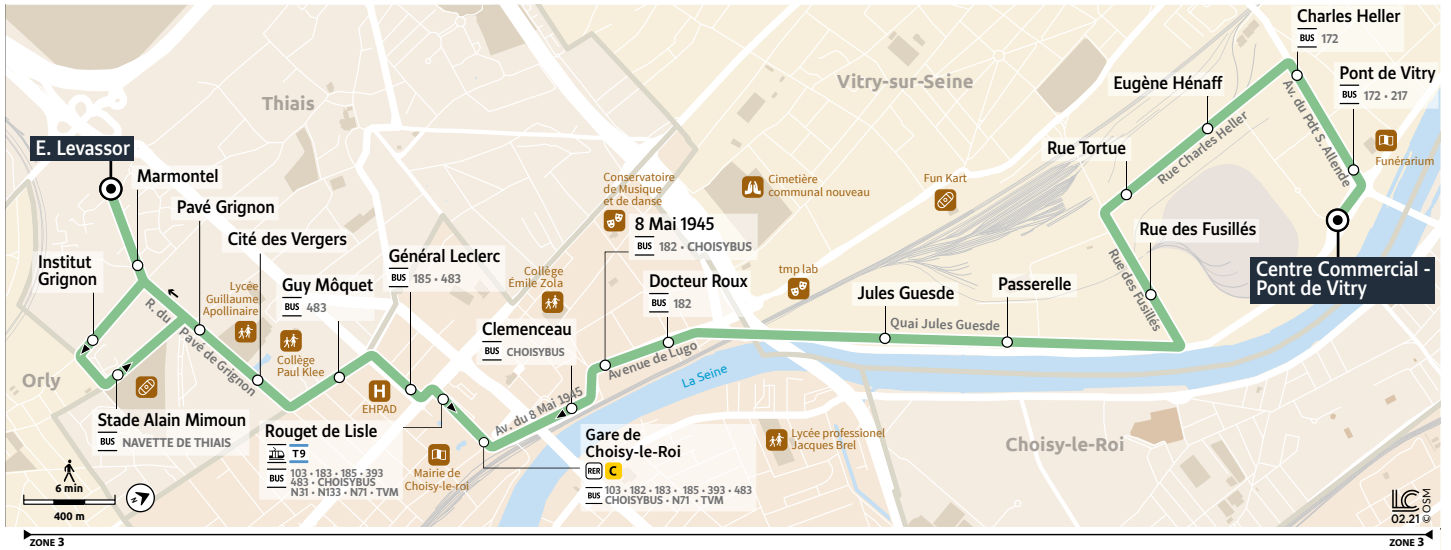 Charles Heller
BUS 172
Pont de Vitry
BUS 172 • 217
Eugène Hénaff
Vitry-sur-Seine
Thiais
Av. du Pdt S. Allende
Rue Charles Heller
Funérarium
E. Levassor
Marmontel
Pavé Grignon
Cité des Vergers
Institut
Grignon
Lycée
Guillaume
Apollinaire
Guy Môquet
BUS 483
Général Leclerc
BUS 185 • 483
Collège
Paul Klee
Collège
Émile Zola
Conservatoire
de Musique
et de danse
8 Mai 1945
BUS 182 • CHOISYBUS
Cimetière
communal nouveau
Fun Kart
Rue Tortue
Rue des Fusillés
Rue des Fusillés
Centre Commercial -
Pont de Vitry
Docteur Roux
BUS 182
tmp lab
Jules Guesde
Passerelle
Quai Jules Guesde
Clemenceau
BUS CHOISYBUS
Avenue de Lugo
La Seine
Av. du 8 Mai 1945
R. du Pavé de Grignon
Orly
Stade Alain Mimoun
BUS NAVETTE DE THIAIS
H
EHPAD
Rouget de Lisle
T9
BUS 103 • 183 • 185 • 393
483 • CHOISYBUS
N31 • N133 • N71 • TVM
Mairie de
Choisy-le-roi
Gare de
Choisy-le-Roi
RER C
BUS 103 • 182 • 183 • 185 • 393 • 483
CHOISYBUS • N71 • TVM
Lycée professionel
Jacques Brel
Choisy-le-Roi
6 min
400 m
LC
02.21 © OSM
ZONE 3
ZONE 3